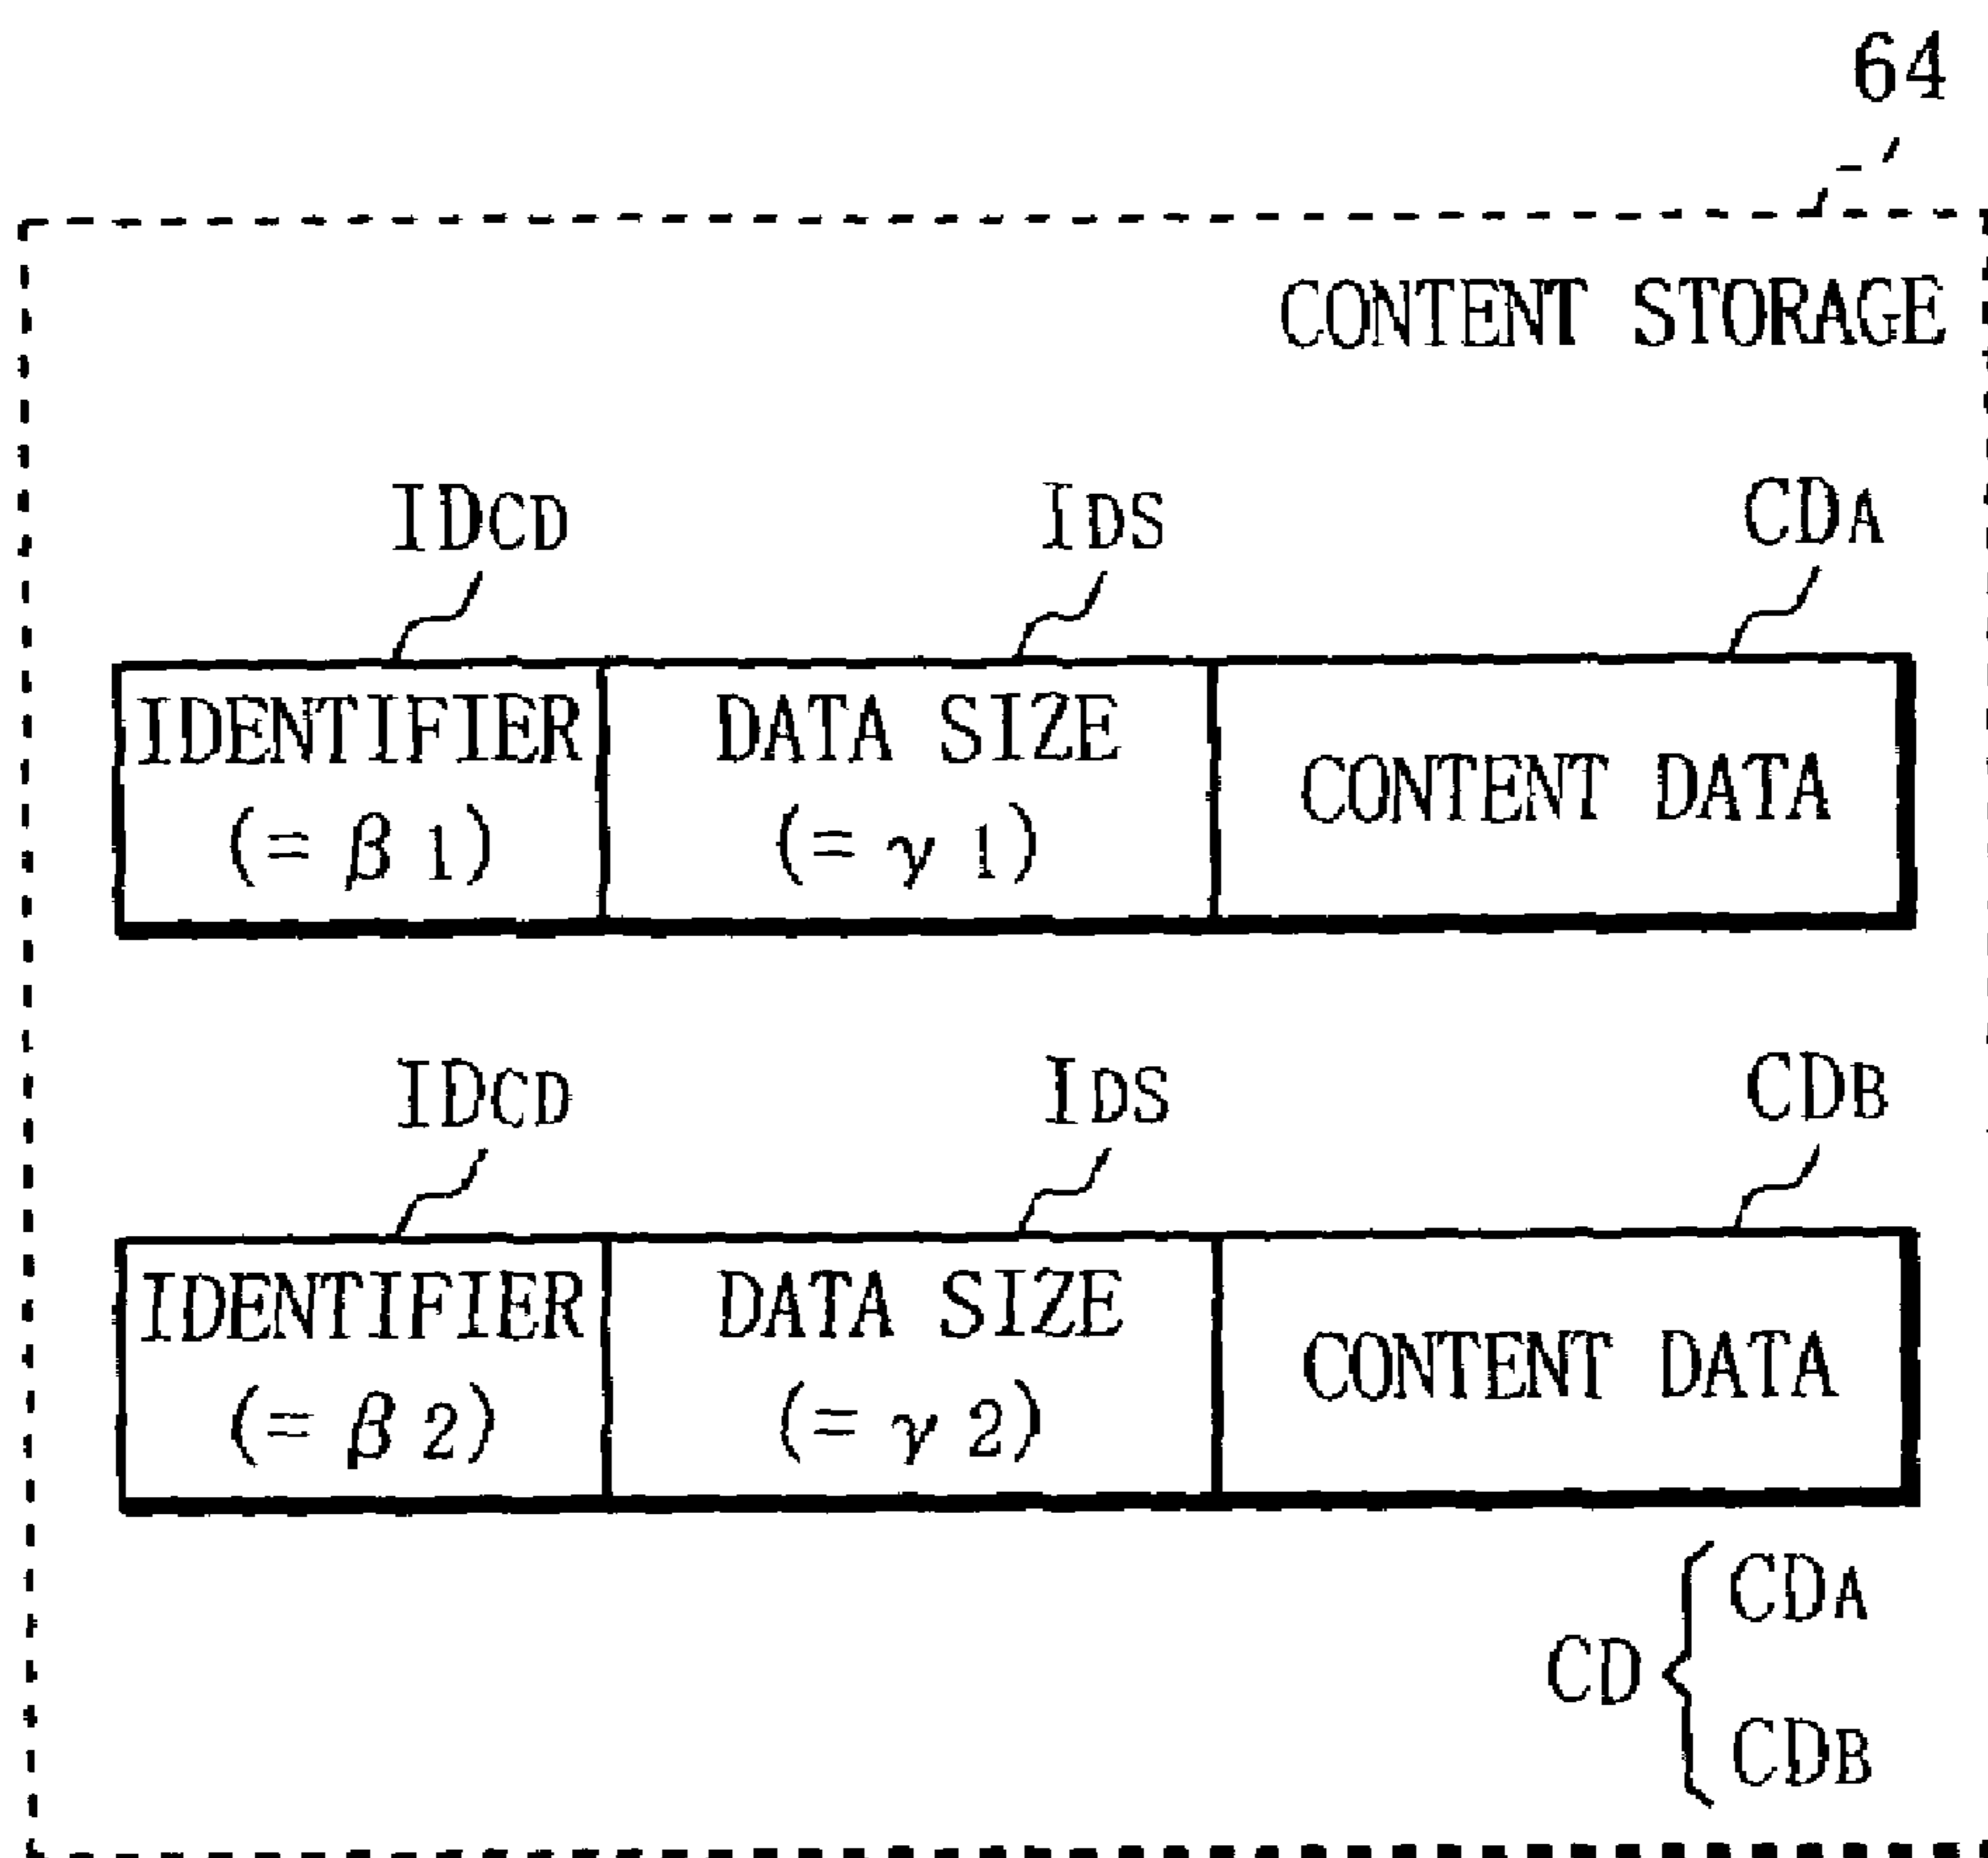 64
CONTENT STORAGE
IDCD IDS CDA
IDENTIFIER DATA SIZE CONTENT DATA
(= β 1) (= γ 1)
IDCD IDS CDB
IDENTIFIER DATA SIZE CONTENT DATA
(= β 2) (= γ 2)
CDA
CD
CDB